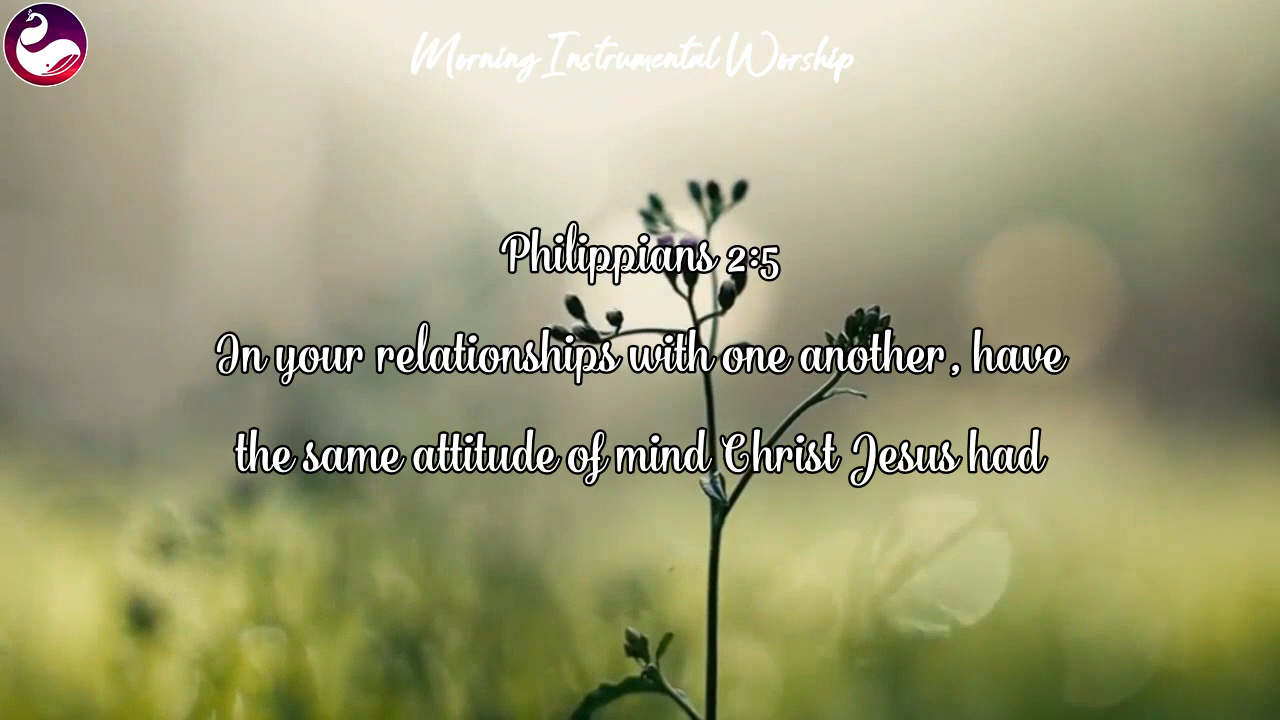 Morning Instrumental Worship
Philippians 2:5
In your relationships with one another, have
the same attitude of mind Christ Jesus had